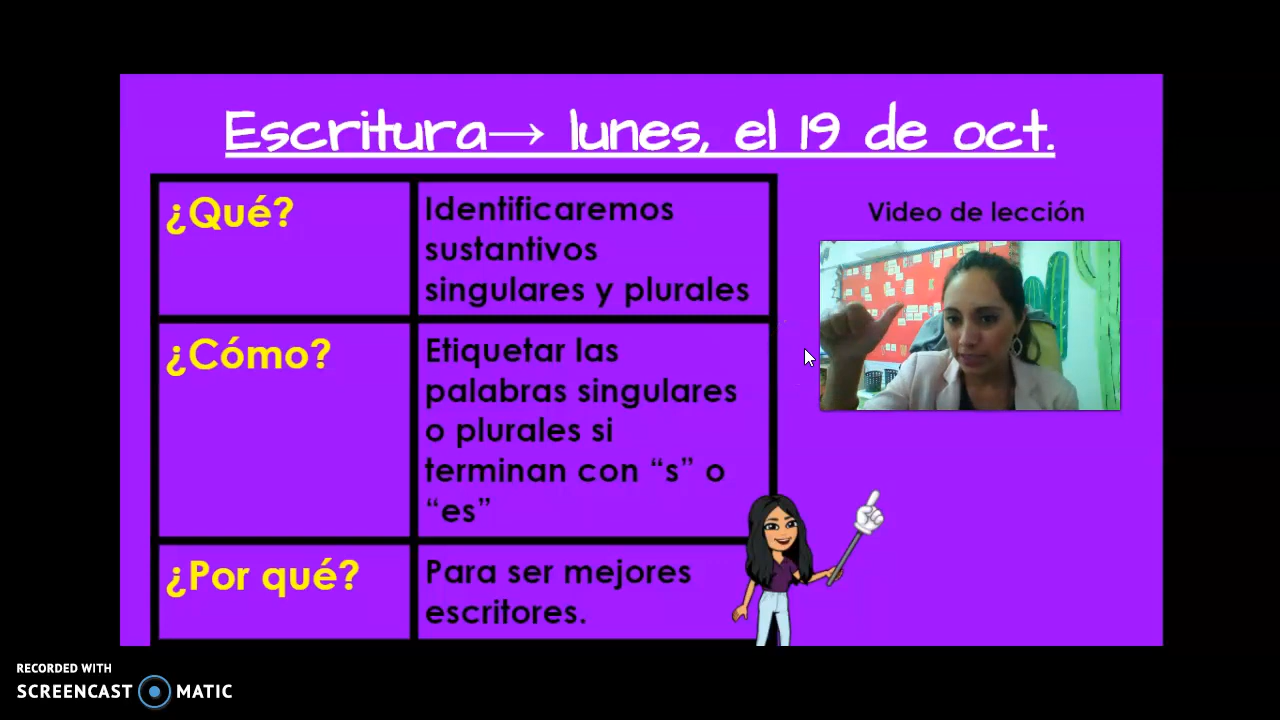 Escritura→ lunes, el 19 de oct.
¿Qué?
Identificaremos
sustantivos
singulares y plurales
¿Cómo?
Etiquetar las
palabras singulares
o plurales si
terminan con “s” o
“es”
¿Por qué?
Para ser mejores
escritores.
Video de lección
RECORDED WITH
SCREENCAST MATIC